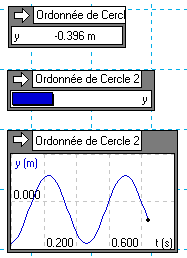 Ordonnée de Cercl
y -0.396 m
Ordonnée de Cercle 2
y
Ordonnée de Cercle 2
y (m)
0.000
0.200 0.600 t (s)